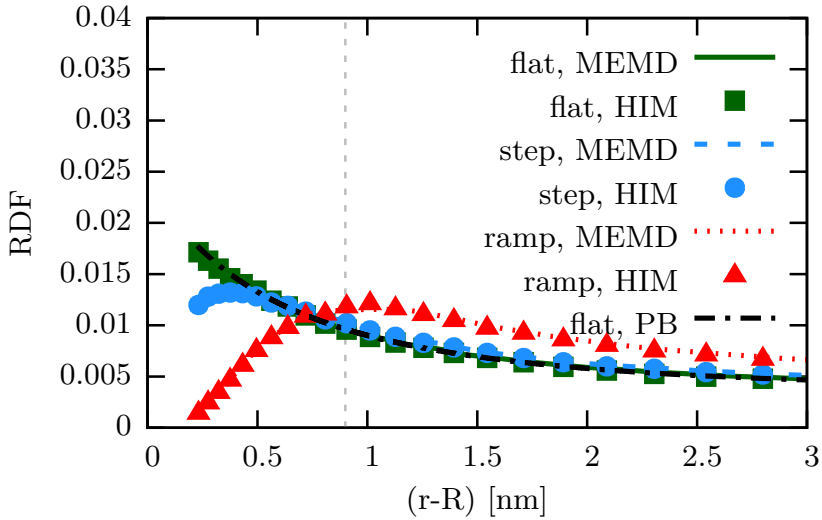 0.04
0.035
0.03
0.025
0.02
0.015
0.01
0.005
0
RDF
flat, MEMD
flat, HIM
step, MEMD
step, HIM
ramp, MEMD
ramp, HIM
flat, PB
0 0.5 1 1.5 2 2.5 3
(r-R) [nm]